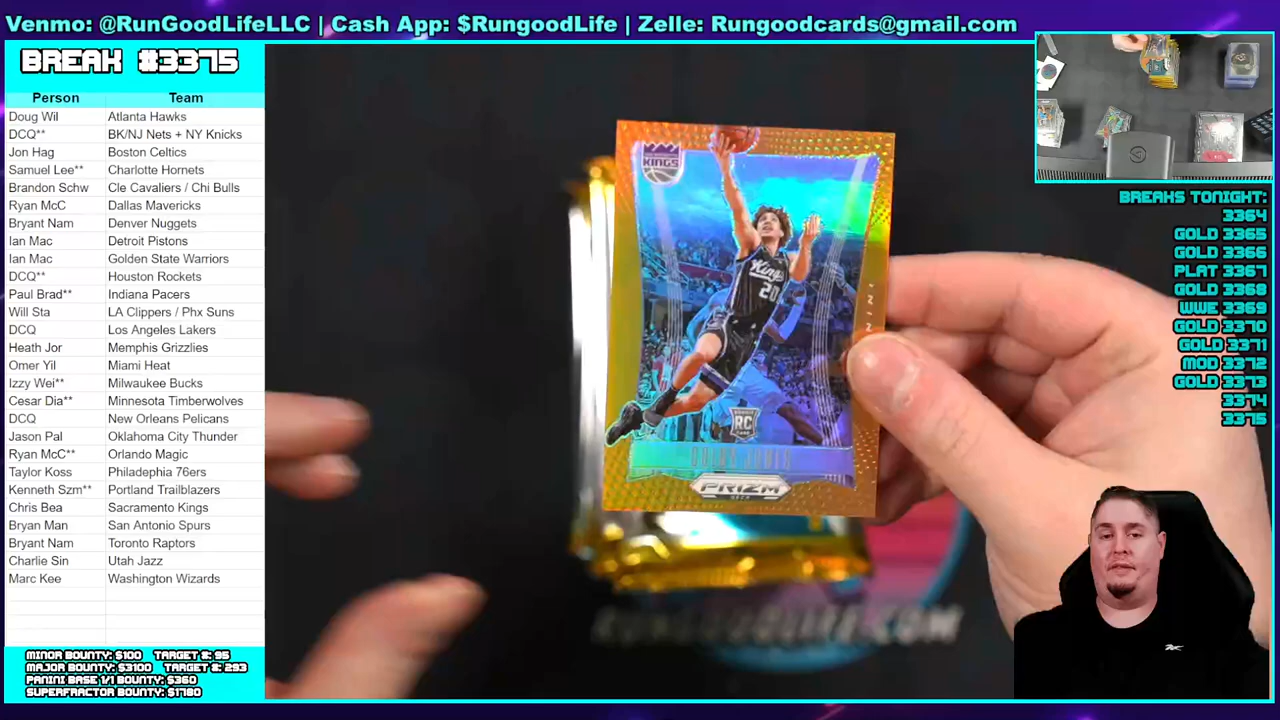 Venmo: @RunGoodLifeLLC | Cash App: $RungoodLife | Zelle: Rungoodcards@gmail.com
BREAK #3375
Person Team
Doug Wil Atlanta Hawks
DCQ** BK/NJ Nets + NY Knicks
Jon Hag Boston Celtics
Samuel Lee** Charlotte Hornets
Brandon Schw Cle Cavaliers / Chi Bulls
Ryan McC Dallas Mavericks
Bryant Nam Denver Nuggets
Ian Mac Detroit Pistons
Ian Mac Golden State Warriors
DCQ** Houston Rockets
Paul Brad** Indiana Pacers
Will Sta LA Clippers / Phx Suns
DCQ Los Angeles Lakers
Heath Jor Memphis Grizzlies
Omer Yil Miami Heat
Izzy Wei** Milwaukee Bucks
Cesar Dia** Minnesota Timberwolves
DCQ New Orleans Pelicans
Jason Pal Oklahoma City Thunder
Ryan McC** Orlando Magic
Taylor Koss Philadephia 76ers
Kenneth Szm** Portland Trailblazers
Chris Bea Sacramento Kings
Bryan Man San Antonio Spurs
Bryant Nam Toronto Raptors
Charlie Sin Utah Jazz
Marc Kee Washington Wizards
MINOR BOUNTY: $100 TARGET #: 95
MAJOR BOUNTY: $3100 TARGET #: 293
PANINI BASE 1/1 BOUNTY: $360
SUPERFRACTOR BOUNTY: $1780
KINGS
Kings
20
PANINI
RC
PRIZM
BREAKS TONIGHT:
3364
GOLD 3365
GOLD 3366
PLAT 3367
GOLD 3368
WWE 3369
GOLD 3370
GOLD 3371
MOD 3372
GOLD 3373
3374
3375